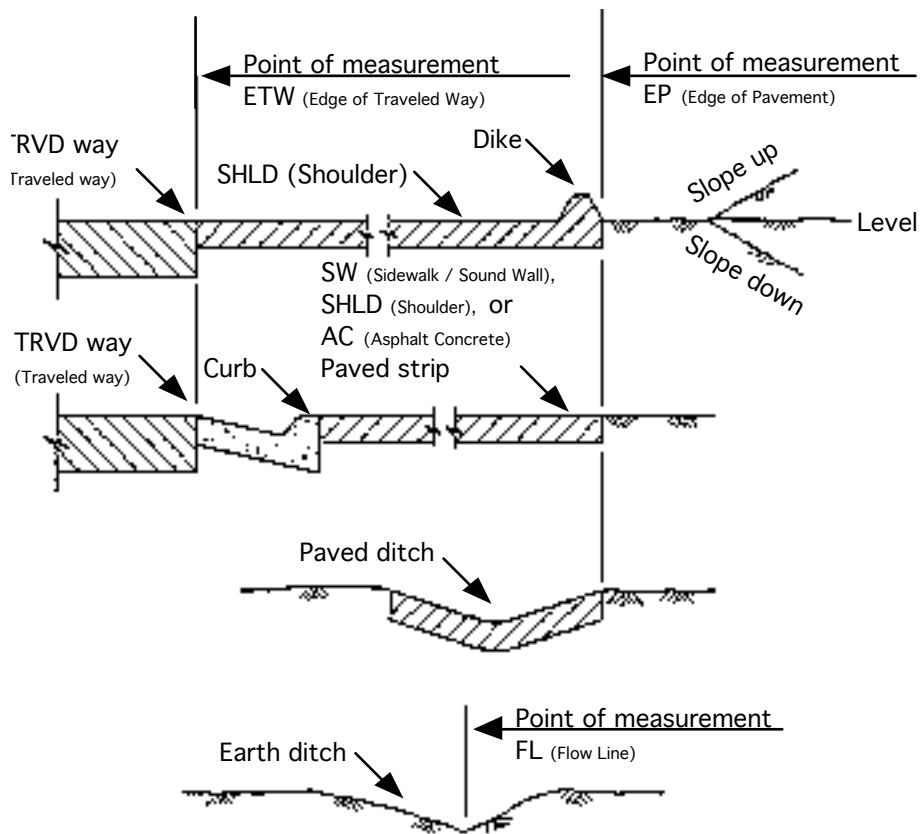 Point of measurement
ETW (Edge of Traveled Way)
Point of measurement
EP (Edge of Pavement)
TRVD way
(Traveled way)
SHLD (Shoulder)
Dike
Slope up
Level
Slope down
SW (Sidewalk / Sound Wall),
SHLD (Shoulder), or
AC (Asphalt Concrete)
Paved strip
TRVD way
(Traveled way)
Curb
Paved ditch
Point of measurement
FL (Flow Line)
Earth ditch